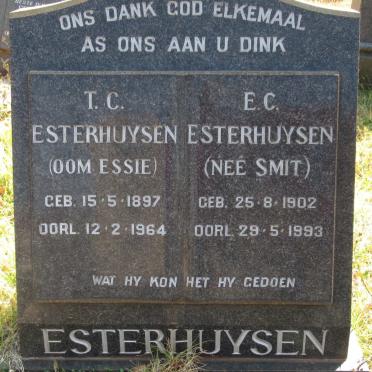 ONS DANK GOD ELKEMAAL
AS ONS AAN U DINK
T. C.
ESTERHUYSEN
(OOM ESSIE)
GEB. 15·5·1897
OORL. 12·2·1964
E. C.
ESTERHUYSEN
(NEÉ SMIT)
GEB. 25·8·1902
OORL. 29·5·1993
WAT HY KON HET HY GEDOEN
ESTERHUYSEN